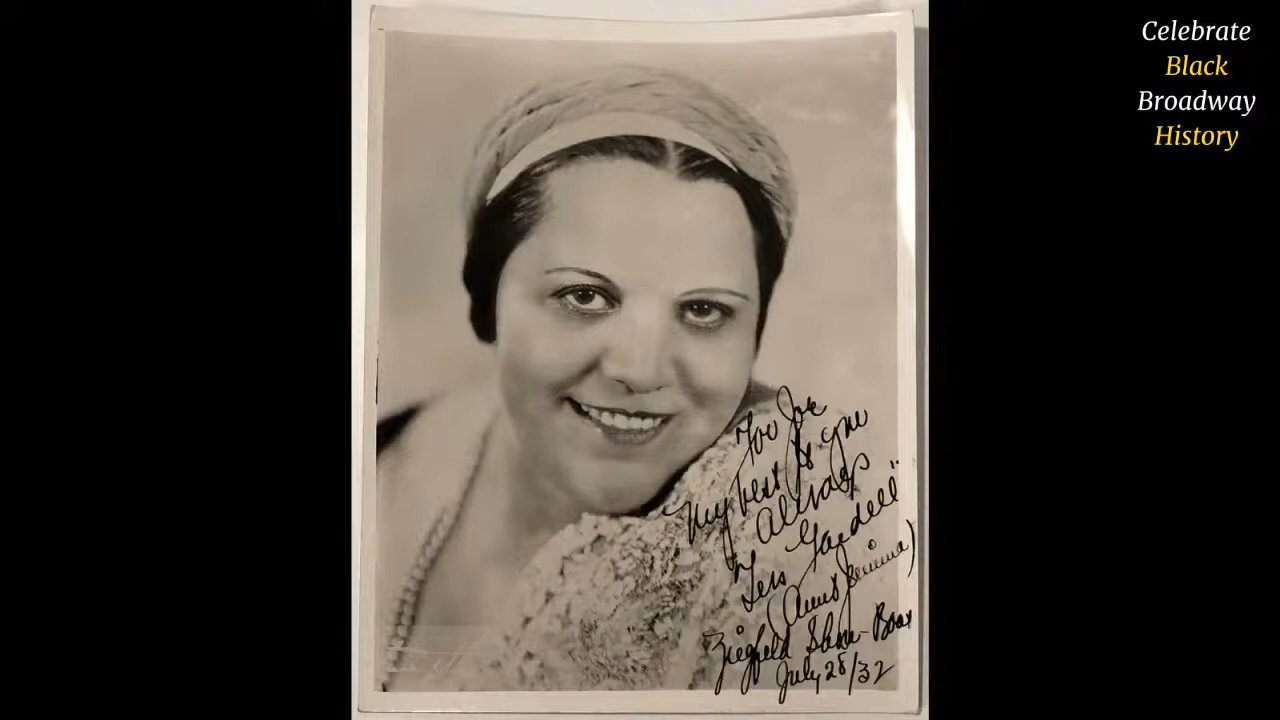 Celebrate
Black
Broadway
History
Too Joe
My best to you
Always
"Tess Gardell"
(Aunt Jemima)
Ziegfeld Show-Boat
July 28/32